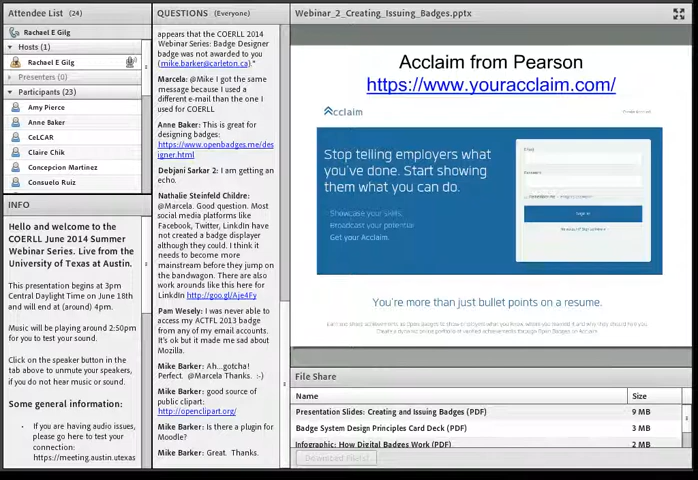 Attendee List (24)
Rachael E Gilg
Hosts (1)
Rachael E Gilg
Presenters (0)
Participants (23)
Amy Pierce
Anne Baker
CeLCAR
Claire Chik
Concepcion Martinez
Consuelo Ruiz
INFO
Hello and welcome to the
COERLL June 2014 Summer
Webinar Series. Live from the
University of Texas at Austin.
This presentation begins at 3pm
Central Daylight Time on June 18th
and will end at (around) 4pm.
Music will be playing around 2:50pm
for you to test your sound.
Click on the speaker button in the
tab above to unmute your speakers,
if you do not hear music or sound.
Some general information:
• If you are having audio issues,
please go here to test your
connection:
https://meeting.austin.utexas
QUESTIONS (Everyone)
appears that the COERLL 2014
Webinar Series: Badge Designer
badge was not awarded to you
(mike.barker@carleton.ca)."
Marcela: @Mike I got the same
message because I used a
different e-mail than the one I
used for COERLL
Anne Baker: This is great for
designing badges:
https://www.openbadges.me/des
igner.html
Debjani Sarkar 2: I am getting an
echo.
Nathalie Steinfeld Childre:
@Marcela. Good question. Most
social media platforms like
Facebook, Twitter, LinkdIn have
not created a badge displayer
although they could. I think it
needs to become more
mainstream before they jump on
the bandwagon. There are also
work arounds like this here for
LinkdIn http://goo.gl/Aje4Fy
Pam Wesely: I was never able to
access my ACTFL 2013 badge
from any of my email accounts.
It's ok but it made me sad about
Mozilla.
Mike Barker: Ah...gotcha!
Perfect. @Marcela Thanks. :-)
Mike Barker: good source of
public clipart:
http://openclipart.org/
Mike Barker: Is there a plugin for
Moodle?
Mike Barker: Great. Thanks.
Webinar_2_Creating_Issuing_Badges.pptx
Acclaim from Pearson
https://www.youracclaim.com/
Acclaim
Stop telling employers what
you've done. Start showing
them what you can do.
Showcase your skills.
Broadcast your potential.
Get your Acclaim.
Email
Password
Sign in
You're more than just bullet points on a resume.
File Share
Name
Size
Presentation Slides: Creating and Issuing Badges (PDF)
9 MB
Badge System Design Principles Card Deck (PDF)
3 MB
Infographic: How Digital Badges Work (PDF)
2 MB
Download File(s)